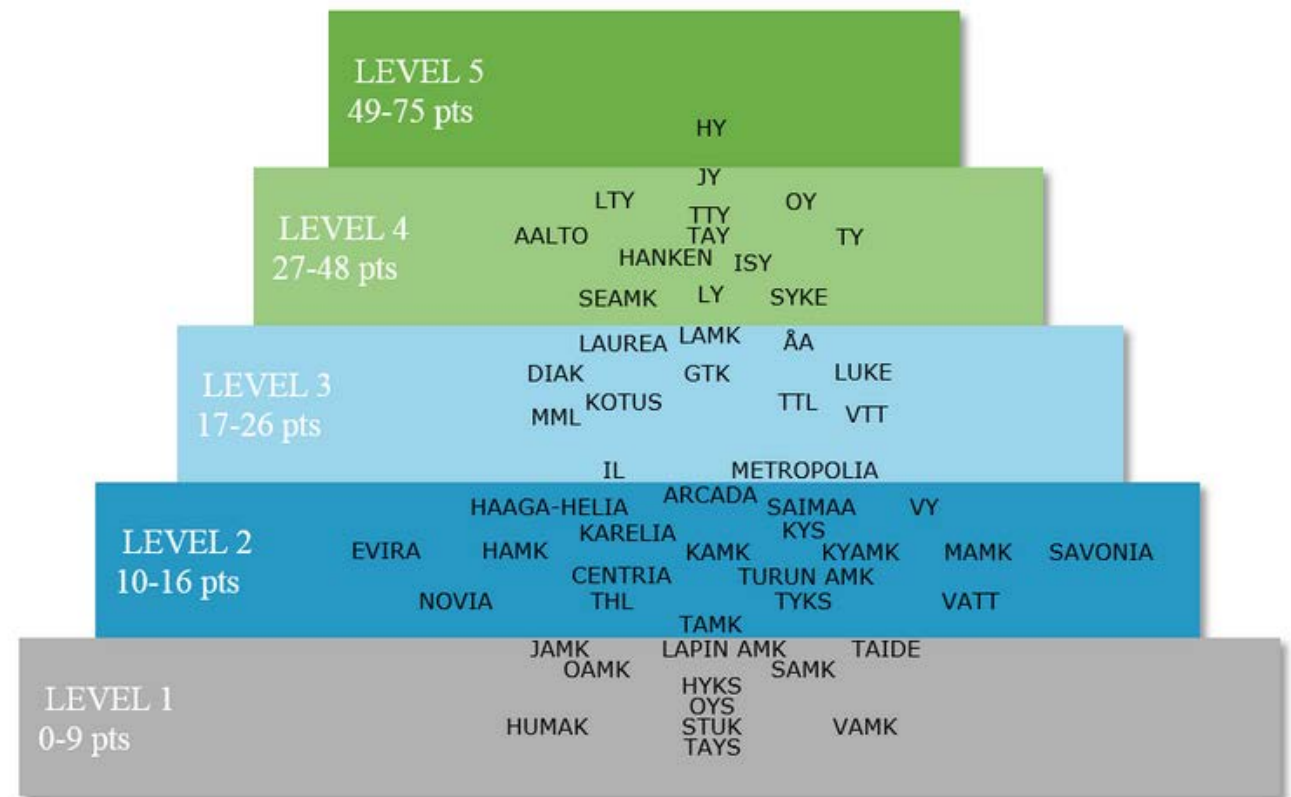 LEVEL 5
49-75 pts
HY
LEVEL 4
27-48 pts
JY
LTY OY
TTY
AALTO TAY TY
HANKEN ISY
SEAMK LY SYKE
LEVEL 3
17-26 pts
LAMK
LAUREA ÅA
DIAK GTK LUKE
KOTUS TTL
MML VTT
IL METROPOLIA
LEVEL 2
10-16 pts
ARCADA
HAAGA-HELIA SAIMAA VY
KARELIA KYS
EVIRA HAMK KAMK KYAMK MAMK SAVONIA
CENTRIA TURUN AMK
NOVIA THL TYKS VATT
TAMK
LEVEL 1
0-9 pts
JAMK LAPIN AMK TAIDE
OAMK SAMK
HYKS
OYS
HUMAK STUK VAMK
TAYS